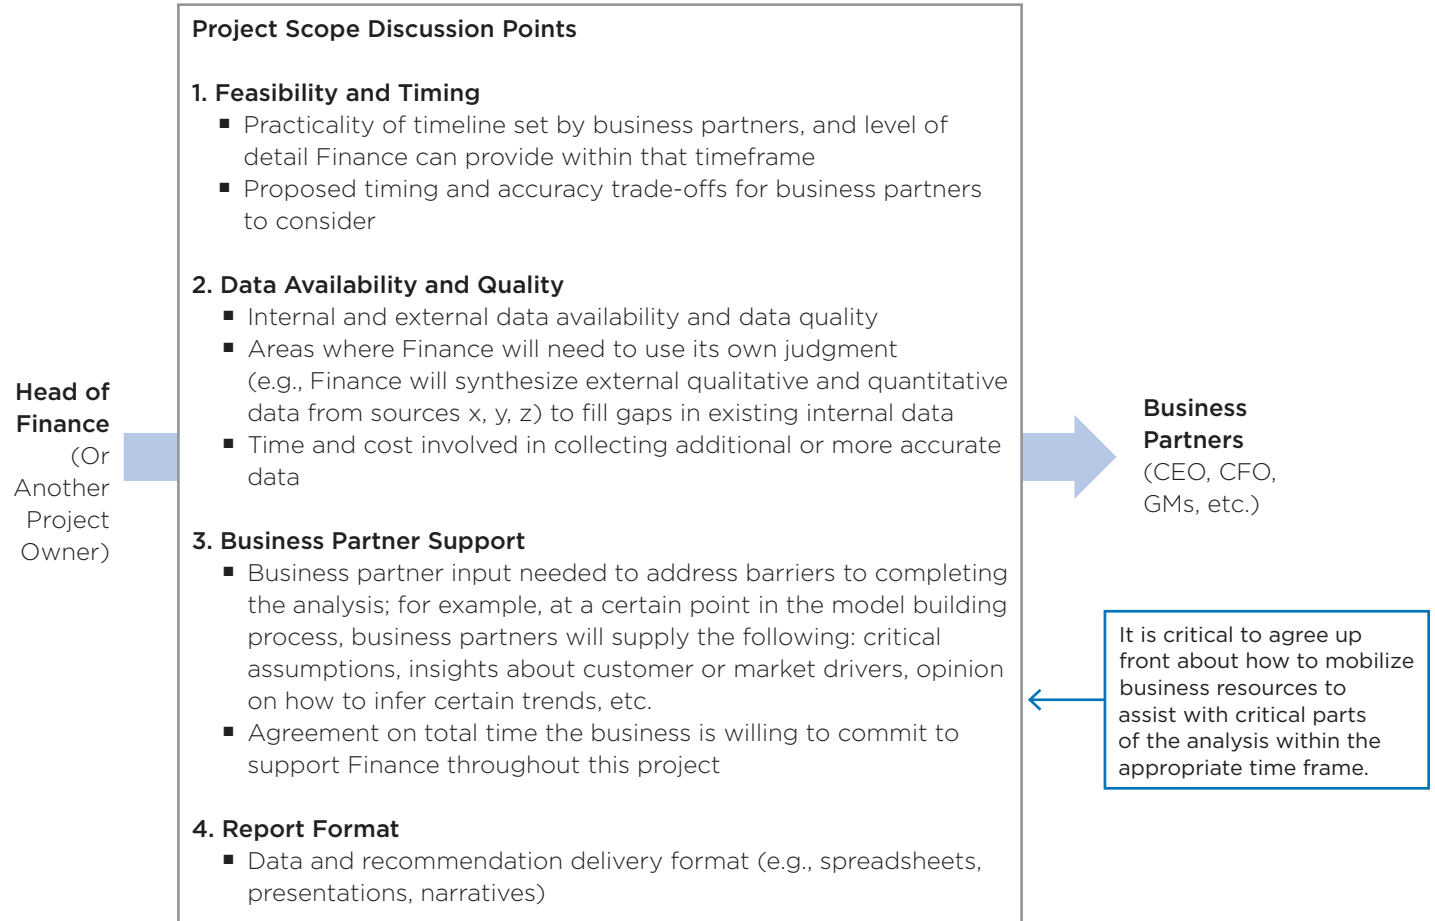 Project Scope Discussion Points
1. Feasibility and Timing
■ Practicality of timeline set by business partners, and level of
detail Finance can provide within that timeframe
■ Proposed timing and accuracy trade-offs for business partners
to consider
2. Data Availability and Quality
■ Internal and external data availability and data quality
■ Areas where Finance will need to use its own judgment
(e.g., Finance will synthesize external qualitative and quantitative
data from sources x, y, z) to fill gaps in existing internal data
■ Time and cost involved in collecting additional or more accurate
data
3. Business Partner Support
■ Business partner input needed to address barriers to completing
the analysis; for example, at a certain point in the model building
process, business partners will supply the following: critical
assumptions, insights about customer or market drivers, opinion
on how to infer certain trends, etc.
■ Agreement on total time the business is willing to commit to
support Finance throughout this project
4. Report Format
■ Data and recommendation delivery format (e.g., spreadsheets,
presentations, narratives)
Head of
Finance
(Or
Another
Project
Owner)
Business
Partners
(CEO, CFO,
GMs, etc.)
It is critical to agree up
front about how to mobilize
business resources to
assist with critical parts
of the analysis within the
appropriate time frame.